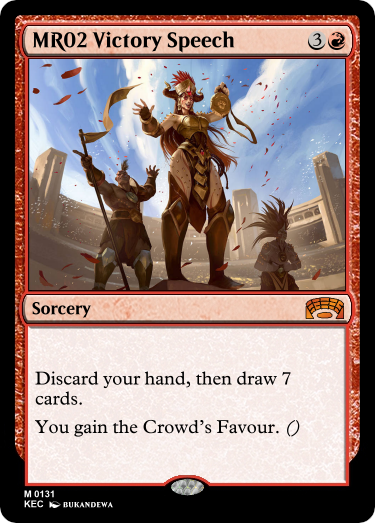 MR02 Victory Speech 3
Sorcery
Discard your hand, then draw 7
cards.
You gain the Crowd's Favour. ()
M 0131
KEC BUKANDEWA